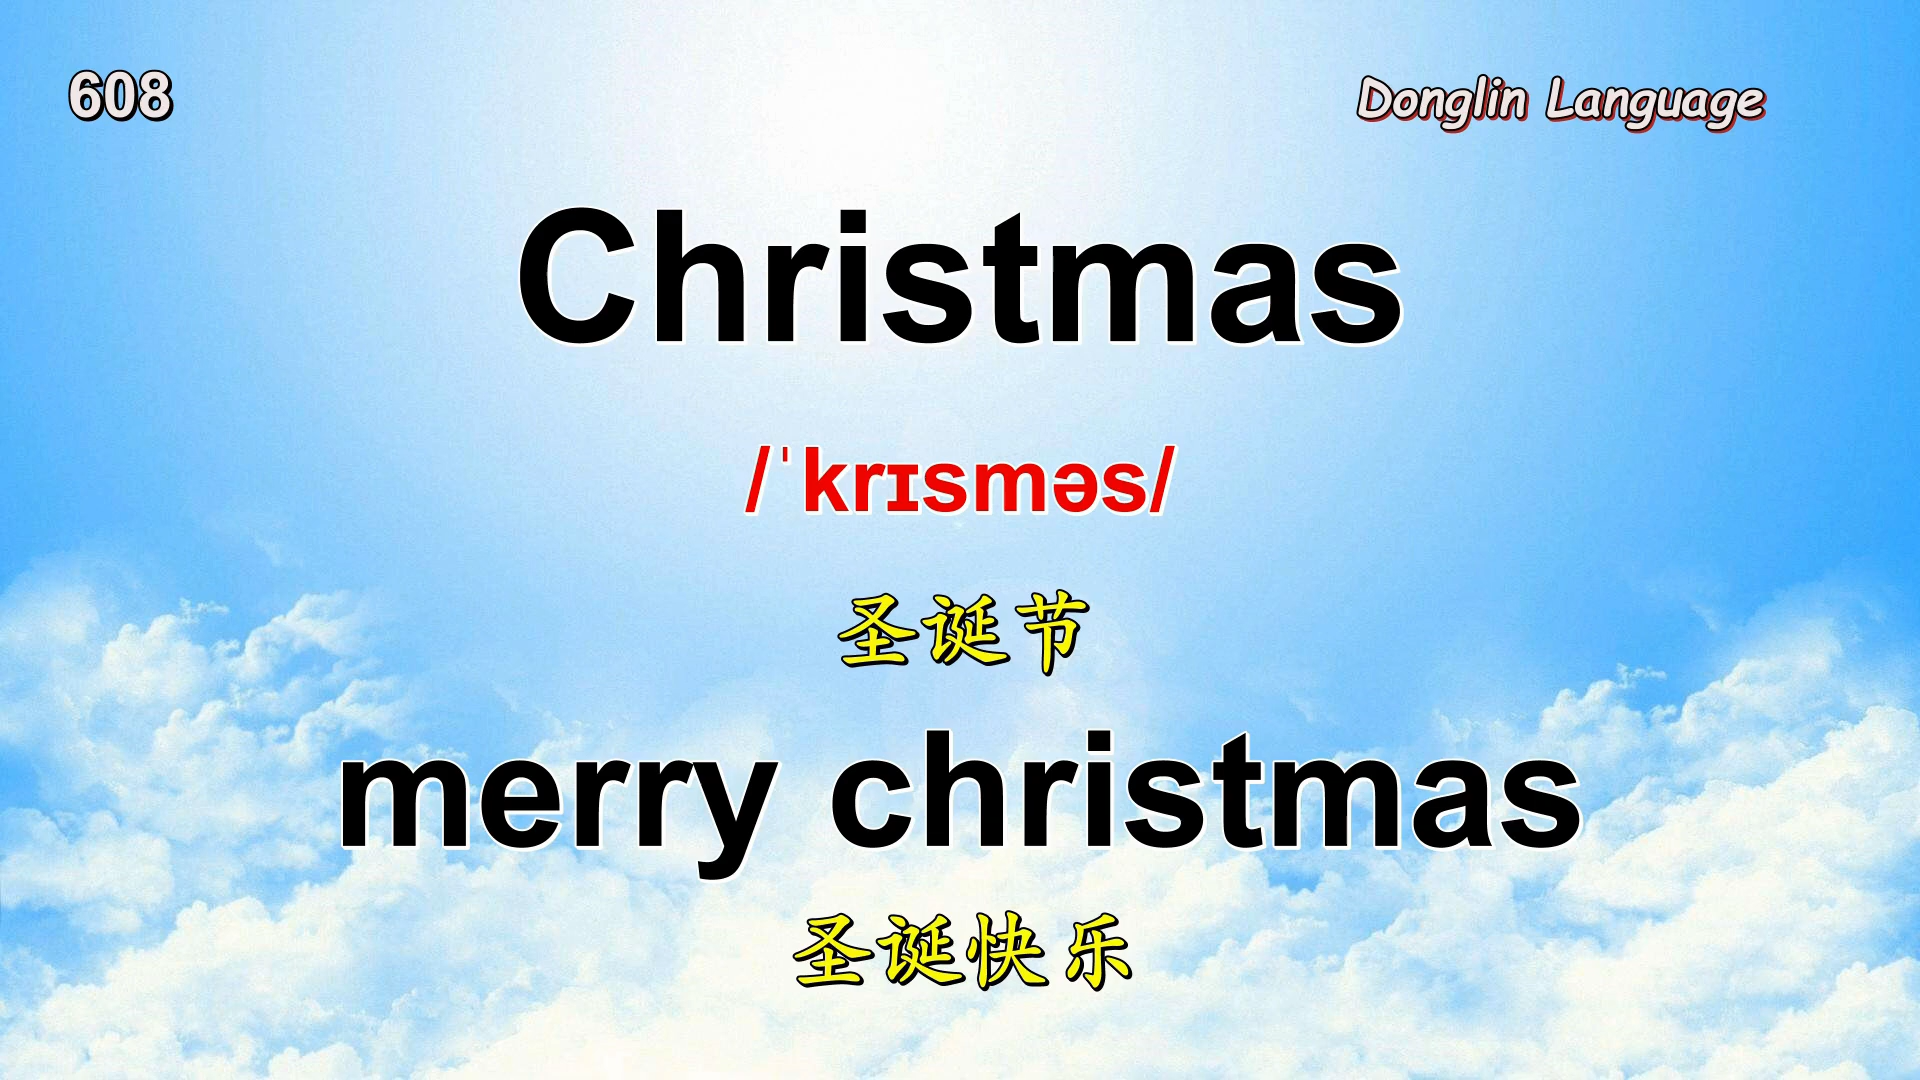 608
Donglin Language
Christmas
/ˈkrɪsməs/
圣诞节
merry christmas
圣诞快乐